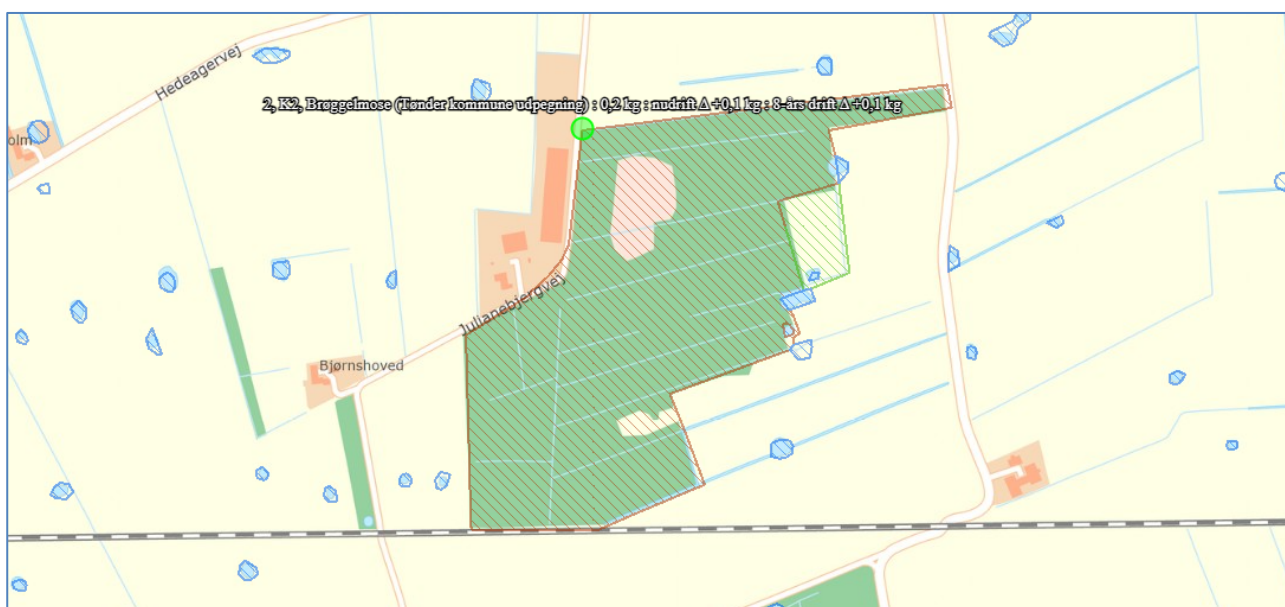 Hedeagervej
2, K2, Brøggelmose (Tønder kommune udpegning) : 0,2 kg : nudrift Δ +0,1 kg : 8-års drift Δ +0,1 kg
olm
Julianebjergvej
Bjørnshoved